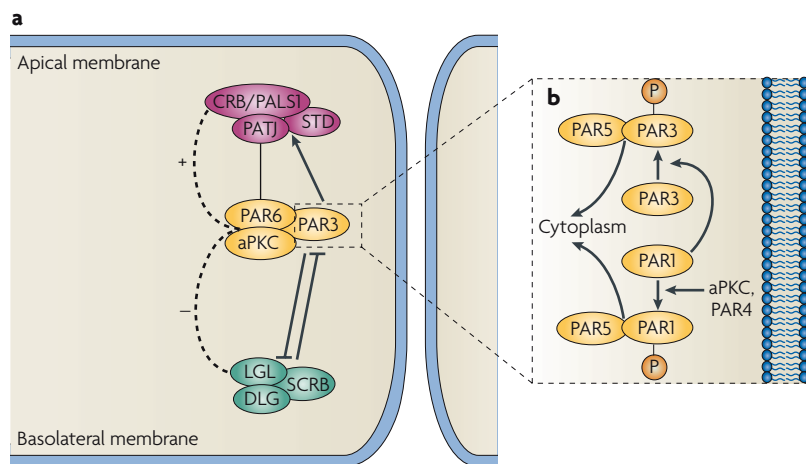 a
Apical membrane
CRB/PALS1
PATJ
STD
+
PAR6
PAR3
aPKC
–
LGL
SCRB
DLG
Basolateral membrane
b
P
PAR5
PAR3
PAR3
Cytoplasm
PAR1
aPKC,
PAR4
PAR5
PAR1
P